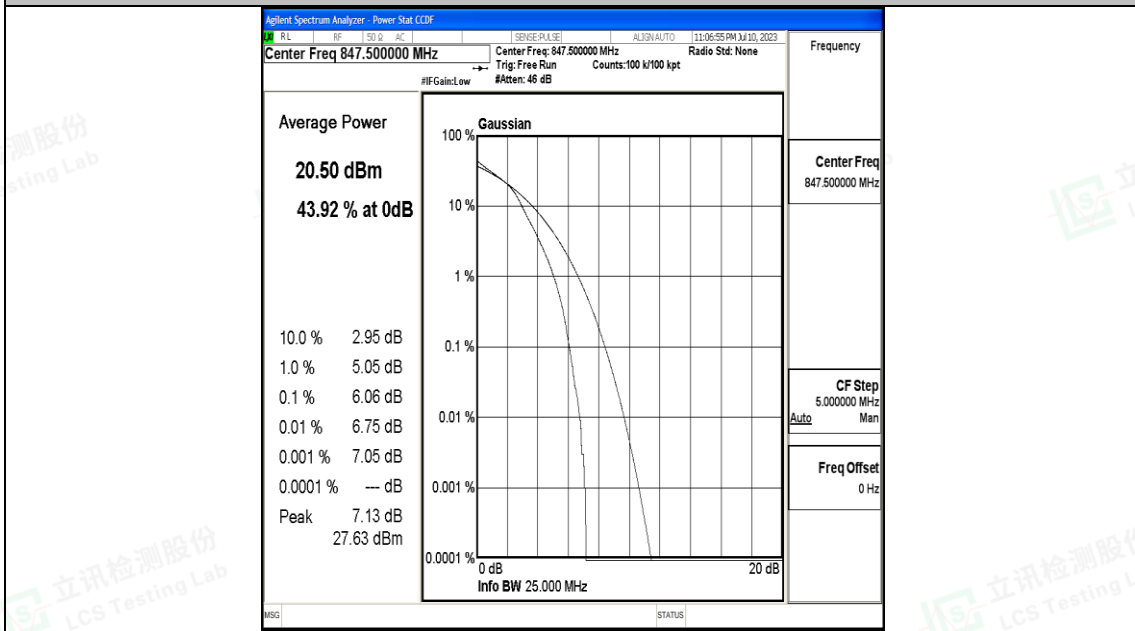 Agilent Spectrum Analyzer - Power Stat CCDF
LXI RL RF 50 Ω AC SENSE:PULSE ALIGN AUTO 11:06:55 PM Jul 10, 2023
Center Freq 847.500000 MHz
Center Freq: 847.500000 MHz Radio Std: None
Trig: Free Run Counts:100 k/100 kpt
#IFGain:Low #Atten: 46 dB
Frequency
Average Power
20.50 dBm
43.92 % at 0dB
10.0 % 2.95 dB
1.0 % 5.05 dB
0.1 % 6.06 dB
0.01 % 6.75 dB
0.001 % 7.05 dB
0.0001 % --- dB
Peak 7.13 dB
27.63 dBm
Gaussian
100 %
10 %
1 %
0.1 %
0.01 %
0.001 %
0.0001 %
0 dB 20 dB
Info BW 25.000 MHz
Center Freq
847.500000 MHz
CF Step
5.000000 MHz
Auto Man
Freq Offset
0 Hz
MSG STATUS
测股份
sting Lab
立讯检测股份
LCS Testing Lab
立讯检测股份
LCS Testing L